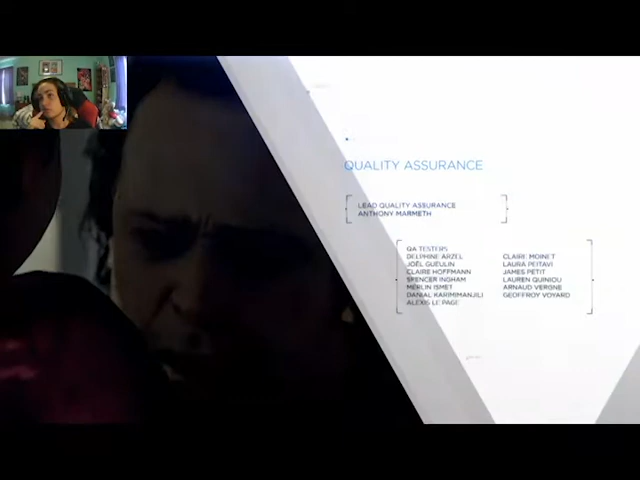 QUALITY ASSURANCE
LEAD QUALITY ASSURANCE
ANTHONY MARMETH
QA TESTERS
DELPHINE ARZEL
JOËL GUEULIN
CLAIRE HOFFMANN
SPENCER INGHAM
MERLIN ISMET
DANIAL KARIMIMANJILI
ALEXIS LE PAGE
CLAIRE MOINET
LAURA PEITAVI
JAMES PETIT
LAUREN QUINIOU
ARNAUD VERGNE
GEOFFROY VOYARD